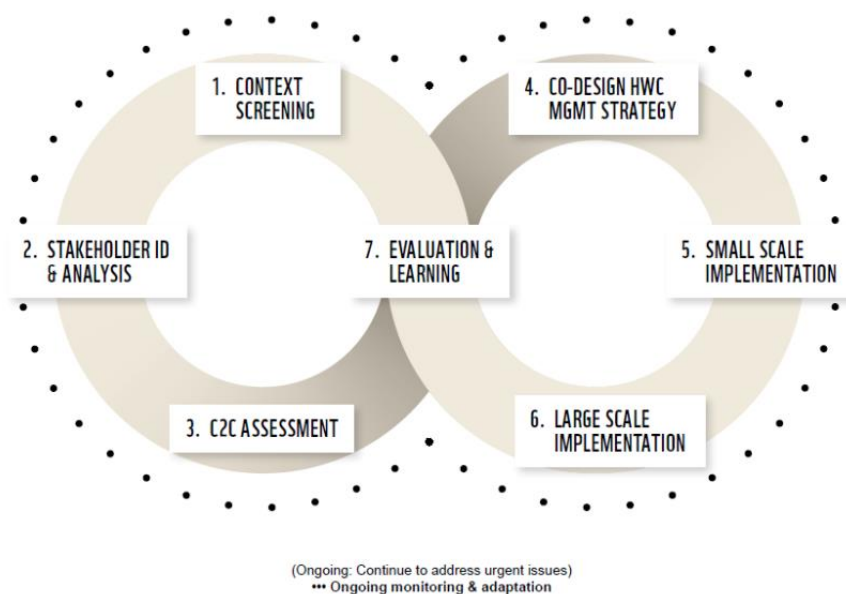 1. CONTEXT
SCREENING
2. STAKEHOLDER ID
& ANALYSIS
3. C2C ASSESSMENT
4. CO-DESIGN HWC
MGMT STRATEGY
5. SMALL SCALE
IMPLEMENTATION
6. LARGE SCALE
IMPLEMENTATION
7. EVALUATION &
LEARNING
(Ongoing: Continue to address urgent issues)
••• Ongoing monitoring & adaptation